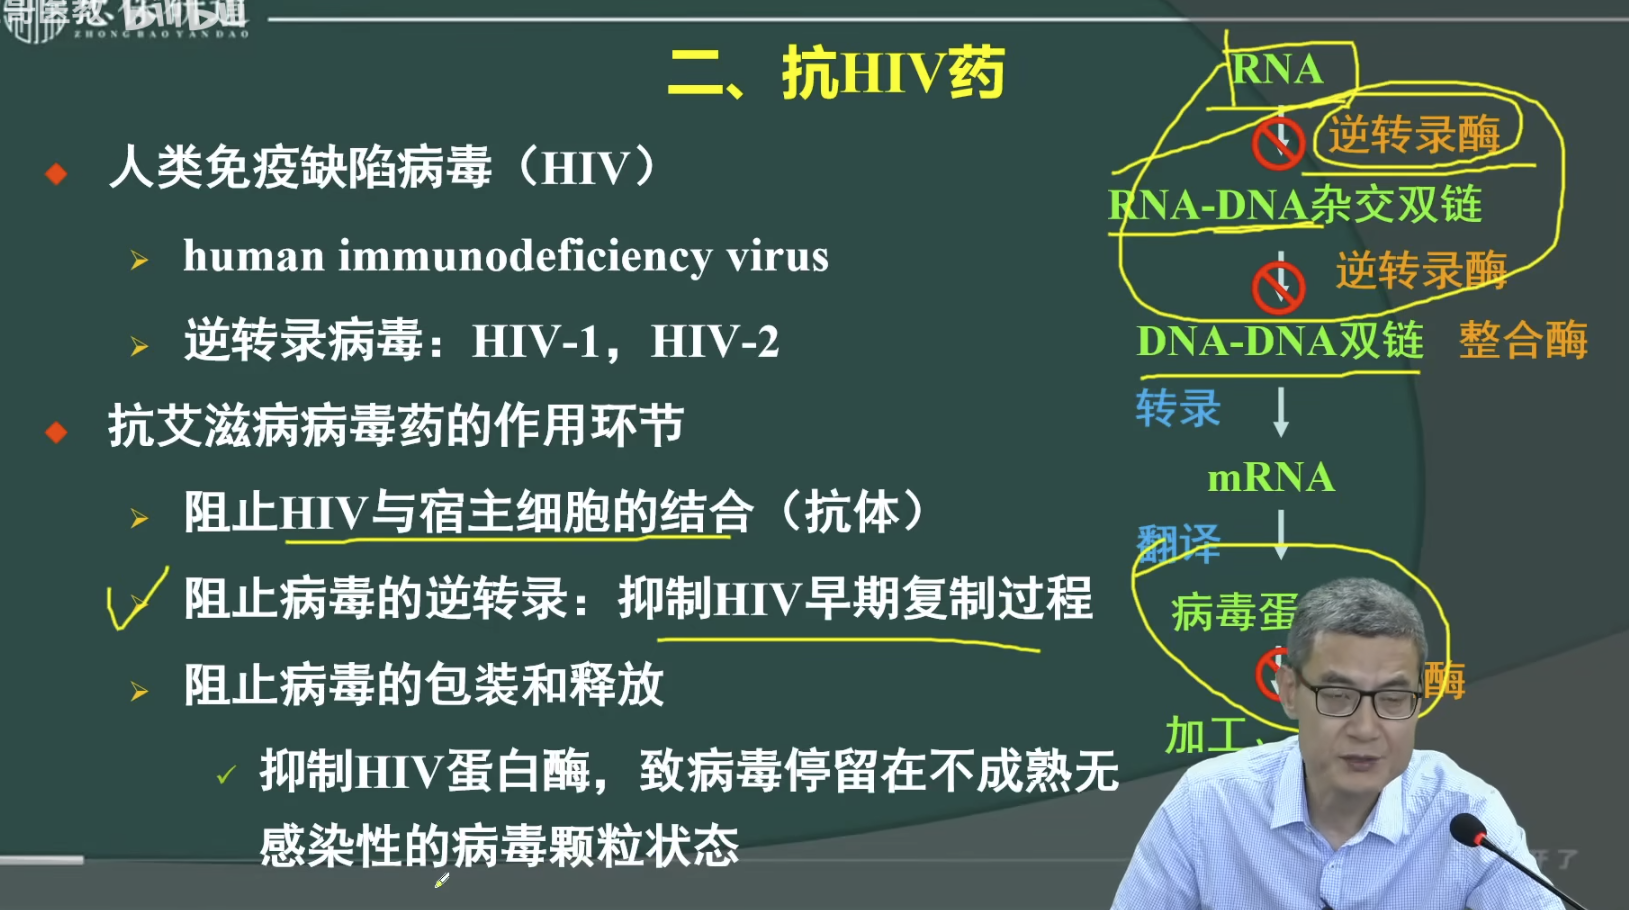 ZHONG BAO YAN DAO
二、抗HIV药
人类免疫缺陷病毒（HIV）
human immunodeficiency virus
逆转录病毒：HIV-1，HIV-2
抗艾滋病病毒药的作用环节
阻止HIV与宿主细胞的结合（抗体）
阻止病毒的逆转录：抑制HIV早期复制过程
阻止病毒的包装和释放
抑制HIV蛋白酶，致病毒停留在不成熟无
感染性的病毒颗粒状态
RNA
逆转录酶
RNA-DNA杂交双链
逆转录酶
DNA-DNA双链 整合酶
转录
mRNA
翻译
病毒蛋
酶
加工、